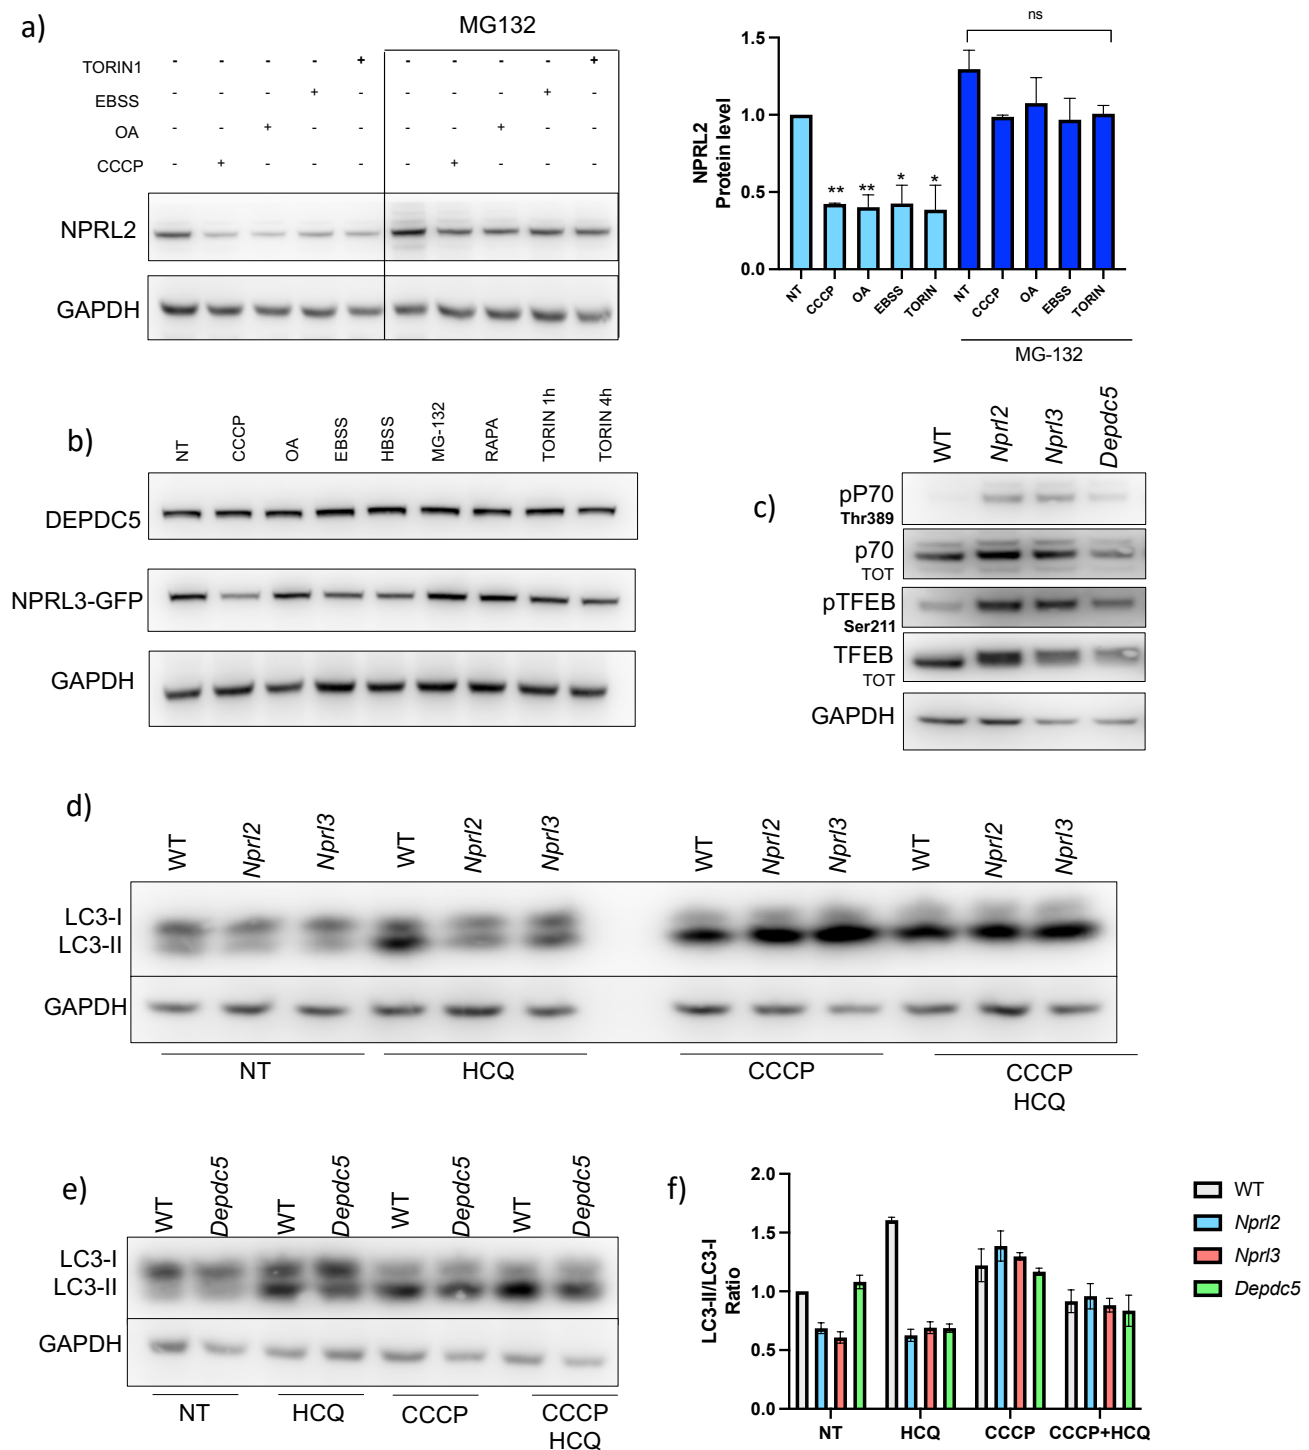 a)
MG132
TORIN1 - - - - + - - - - +
EBSS - - - + - - - - + -
OA - - + - - - - + - -
CCCP - + - - - - + - - -
NPRL2
GAPDH
ns
NPRL2
Protein level
1.5
1.0
0.5
0.0
** ** * *
NT CCCP OA EBSS TORIN NT CCCP OA EBSS TORIN
MG-132
b)
NT CCCP OA EBSS HBSS MG-132 RAPA TORIN 1h TORIN 4h
DEPDC5
NPRL3-GFP
GAPDH
c)
WT Nprl2 Nprl3 Depdc5
pP70
Thr389
p70
TOT
pTFEB
Ser211
TFEB
TOT
GAPDH
d)
WT Nprl2 Nprl3 WT Nprl2 Nprl3 WT Nprl2 Nprl3 WT Nprl2 Nprl3
LC3-I
LC3-II
GAPDH
NT HCQ CCCP CCCP
HCQ
e)
WT Depdc5 WT Depdc5 WT Depdc5 WT Depdc5
LC3-I
LC3-II
GAPDH
NT HCQ CCCP CCCP
HCQ
f)
LC3-II/LC3-I
Ratio
2.0
1.5
1.0
0.5
0.0
NT HCQ CCCP CCCP+HCQ
WT
Nprl2
Nprl3
Depdc5